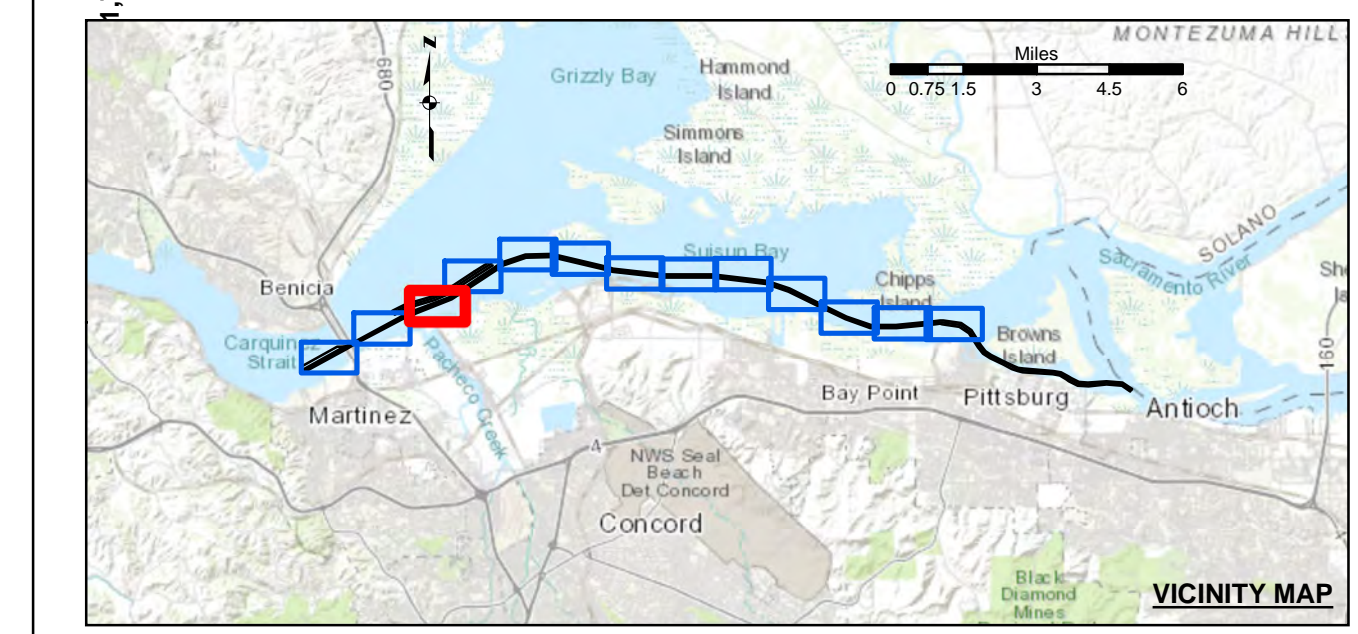 MONTEZUMA HILL
N
680
Grizzly Bay
Hammond
Island
Miles
0 0.75 1.5 3 4.5 6
Simmons
Island
SOLANO
Suisun Bay
Sacramento River
Benicia
Chipps
Island
Carquinez
Strait
Browns
Island
160
Pacheco Creek
Bay Point
Pittsburg
Martinez
Antioch
4
NWS Seal
Beach
Det Concord
Concord
Black
Diamond
Mines
VICINITY MAP